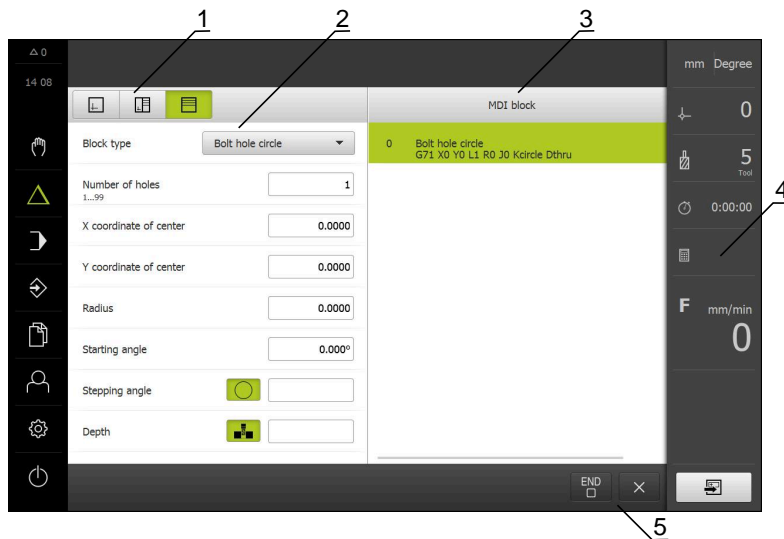 1
2
3
△ 0
14 08
mm Degree
MDI block
0
Block type
Bolt hole circle
0 Bolt hole circle
G71 X0 Y0 L1 R0 J0 Kcircle Dthru
5
Tool
Number of holes
1...99
1
4
0:00:00
X coordinate of center
0.0000
Y coordinate of center
0.0000
Radius
0.0000
F mm/min
0
Starting angle
0.000°
Stepping angle
Depth
END
5